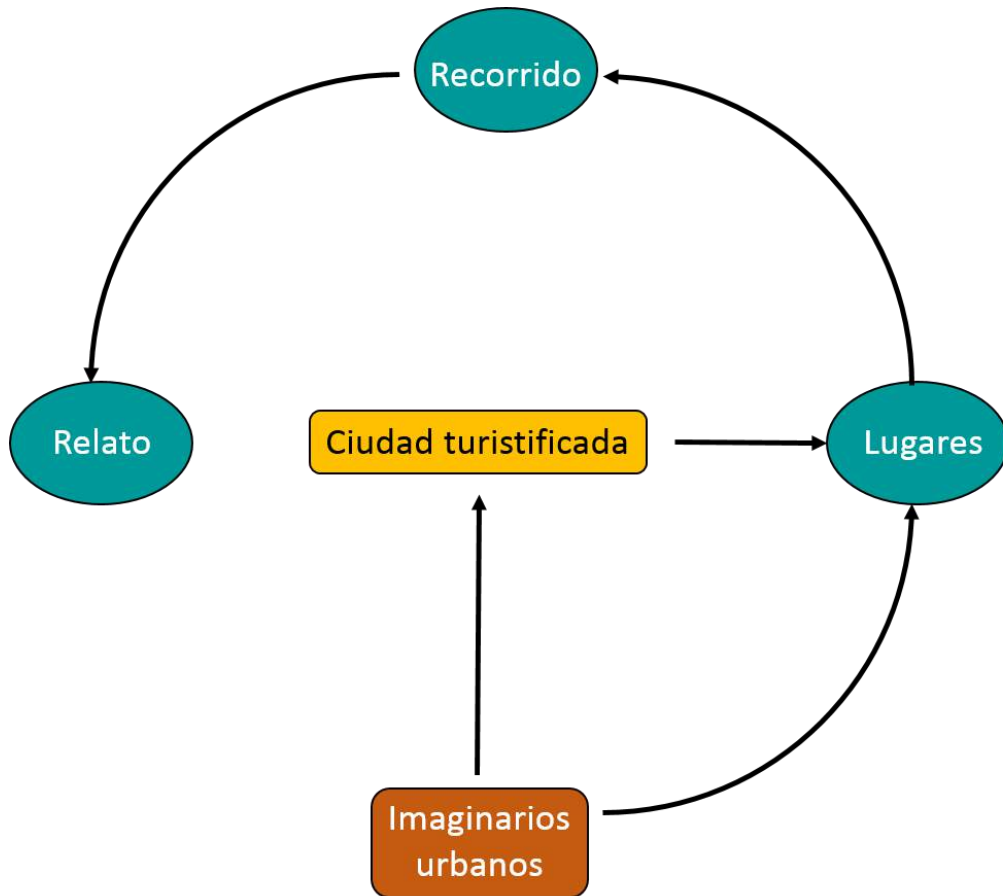 Recorrido
Relato
Ciudad turistificada
Lugares
Imaginarios
urbanos